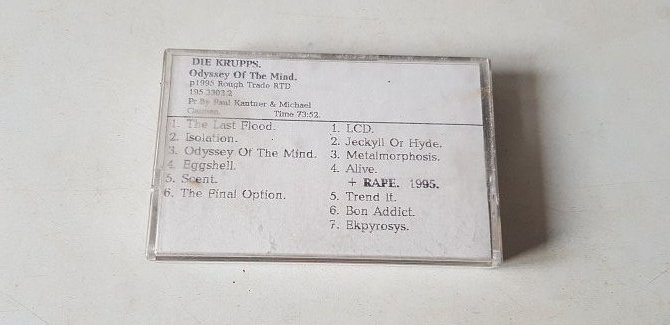 DIE KRUPPS.
Odyssey Of The Mind.
p1995 Rough Trade RTD
195.3302.2
Pr By Paul Kantner & Michael
Time 73:52.
1. The Last Flood.
2. Isolation.
3. Odyssey Of The Mind.
4. Eggshell.
5. Scent.
6. The Final Option.
1. LCD.
2. Jeckyll Or Hyde.
3. Metalmorphosis.
4. Alive.
+ RAPE. 1995.
5. Trend If.
6. Bon Addict.
7. Ekpyrosys.